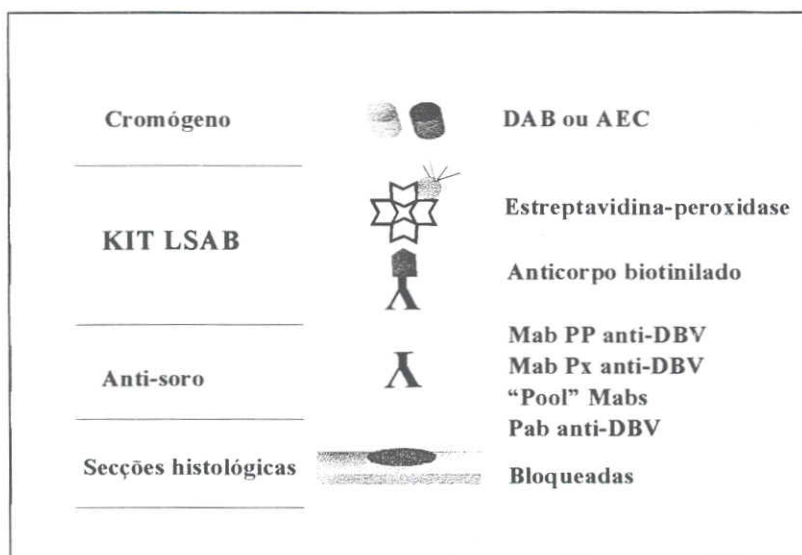 Cromógeno
DAB ou AEC
KIT LSAB
Estreptavidina-peroxidase
Anticorpo biotinilado
Anti-soro
Mab PP anti-DBV
Mab Px anti-DBV
“Pool” Mabs
Pab anti-DBV
Secções histológicas
Bloqueadas